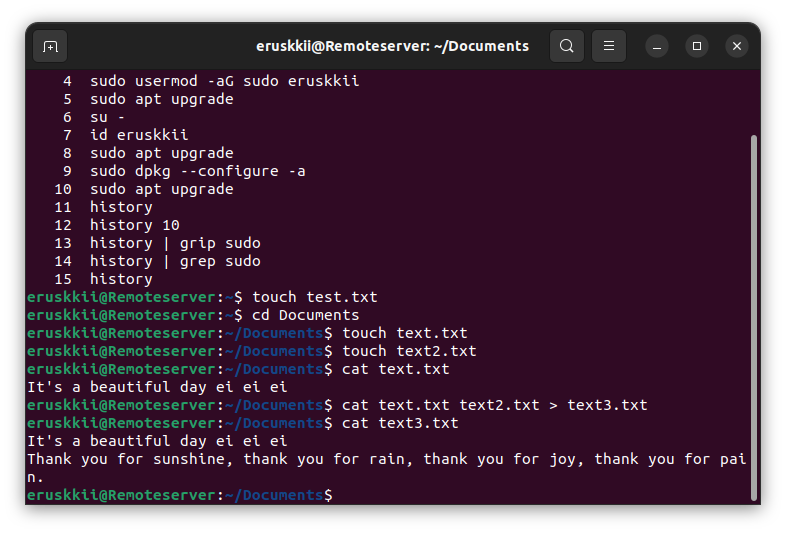 eruskkii@Remoteserver: ~/Documents
4  sudo usermod -aG sudo eruskkii
5  sudo apt upgrade
6  su -
7  id eruskkii
8  sudo apt upgrade
9  sudo dpkg --configure -a
10  sudo apt upgrade
11  history
12  history 10
13  history | grip sudo
14  history | grep sudo
15  history
eruskkii@Remoteserver:~$ touch test.txt
eruskkii@Remoteserver:~$ cd Documents
eruskkii@Remoteserver:~/Documents$ touch text.txt
eruskkii@Remoteserver:~/Documents$ touch text2.txt
eruskkii@Remoteserver:~/Documents$ cat text.txt
It's a beautiful day ei ei ei
eruskkii@Remoteserver:~/Documents$ cat text.txt text2.txt > text3.txt
eruskkii@Remoteserver:~/Documents$ cat text3.txt
It's a beautiful day ei ei ei
Thank you for sunshine, thank you for rain, thank you for joy, thank you for pai
n.
eruskkii@Remoteserver:~/Documents$